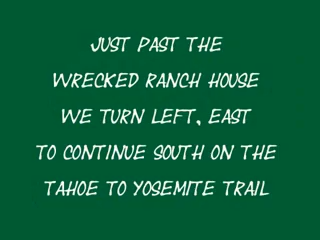 JUST PAST THE
WRECKED RANCH HOUSE
WE TURN LEFT, EAST
TO CONTINUE SOUTH ON THE
TAHOE TO YOSEMITE TRAIL